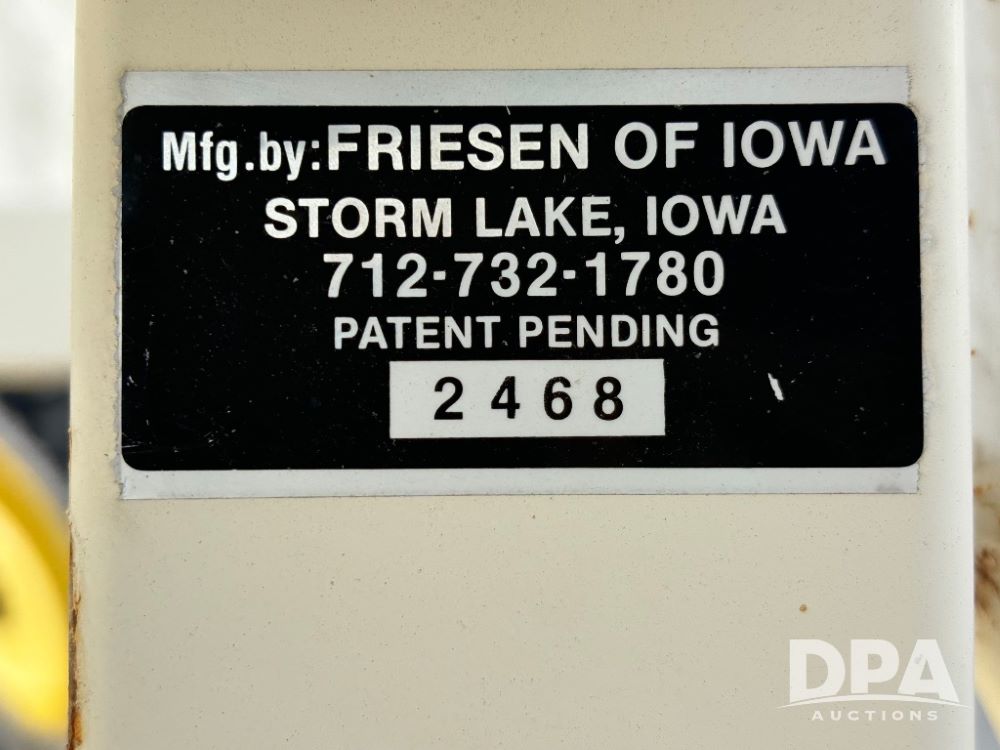 Mfg.by:FRIESEN OF IOWA
STORM LAKE, IOWA
712-732-1780
PATENT PENDING
2468
DPA
AUCTIONS